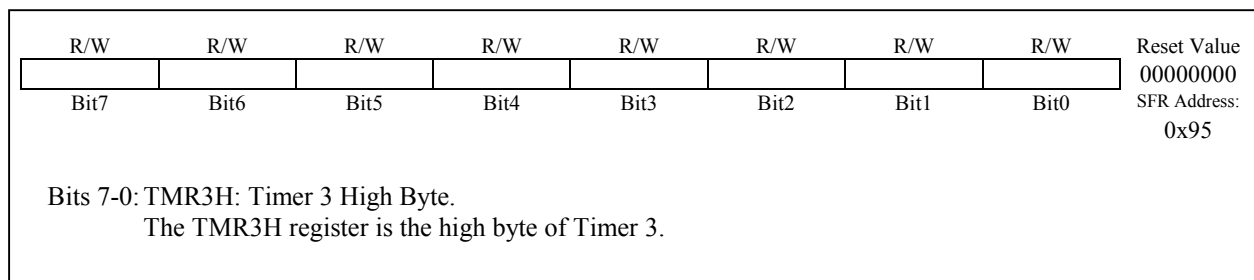 R/W R/W R/W R/W R/W R/W R/W R/W Reset Value
00000000
Bit7 Bit6 Bit5 Bit4 Bit3 Bit2 Bit1 Bit0 SFR Address:
0x95
Bits 7-0: TMR3H: Timer 3 High Byte.
The TMR3H register is the high byte of Timer 3.